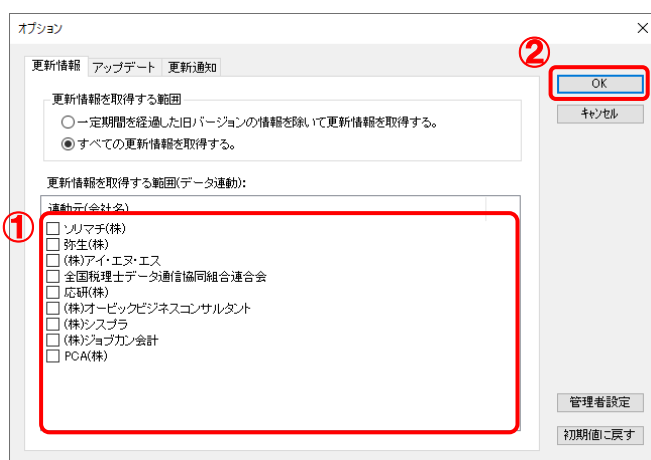 オプション
②
更新情報 アップデート 更新通知
OK
更新情報を取得する範囲
キャンセル
一定期間を経過した旧バージョンの情報を除いて更新情報を取得する。
すべての更新情報を取得する。
更新情報を取得する範囲(データ連動):
連動元(会社名)
①
ソリマチ(株)
弥生(株)
(株)アイ・エヌ・エス
全国税理士データ通信協同組合連合会
応研(株)
(株)オービックビジネスコンサルタント
(株)シスプラ
(株)ジョブカン会計
PCA(株)
管理者設定
初期値に戻す